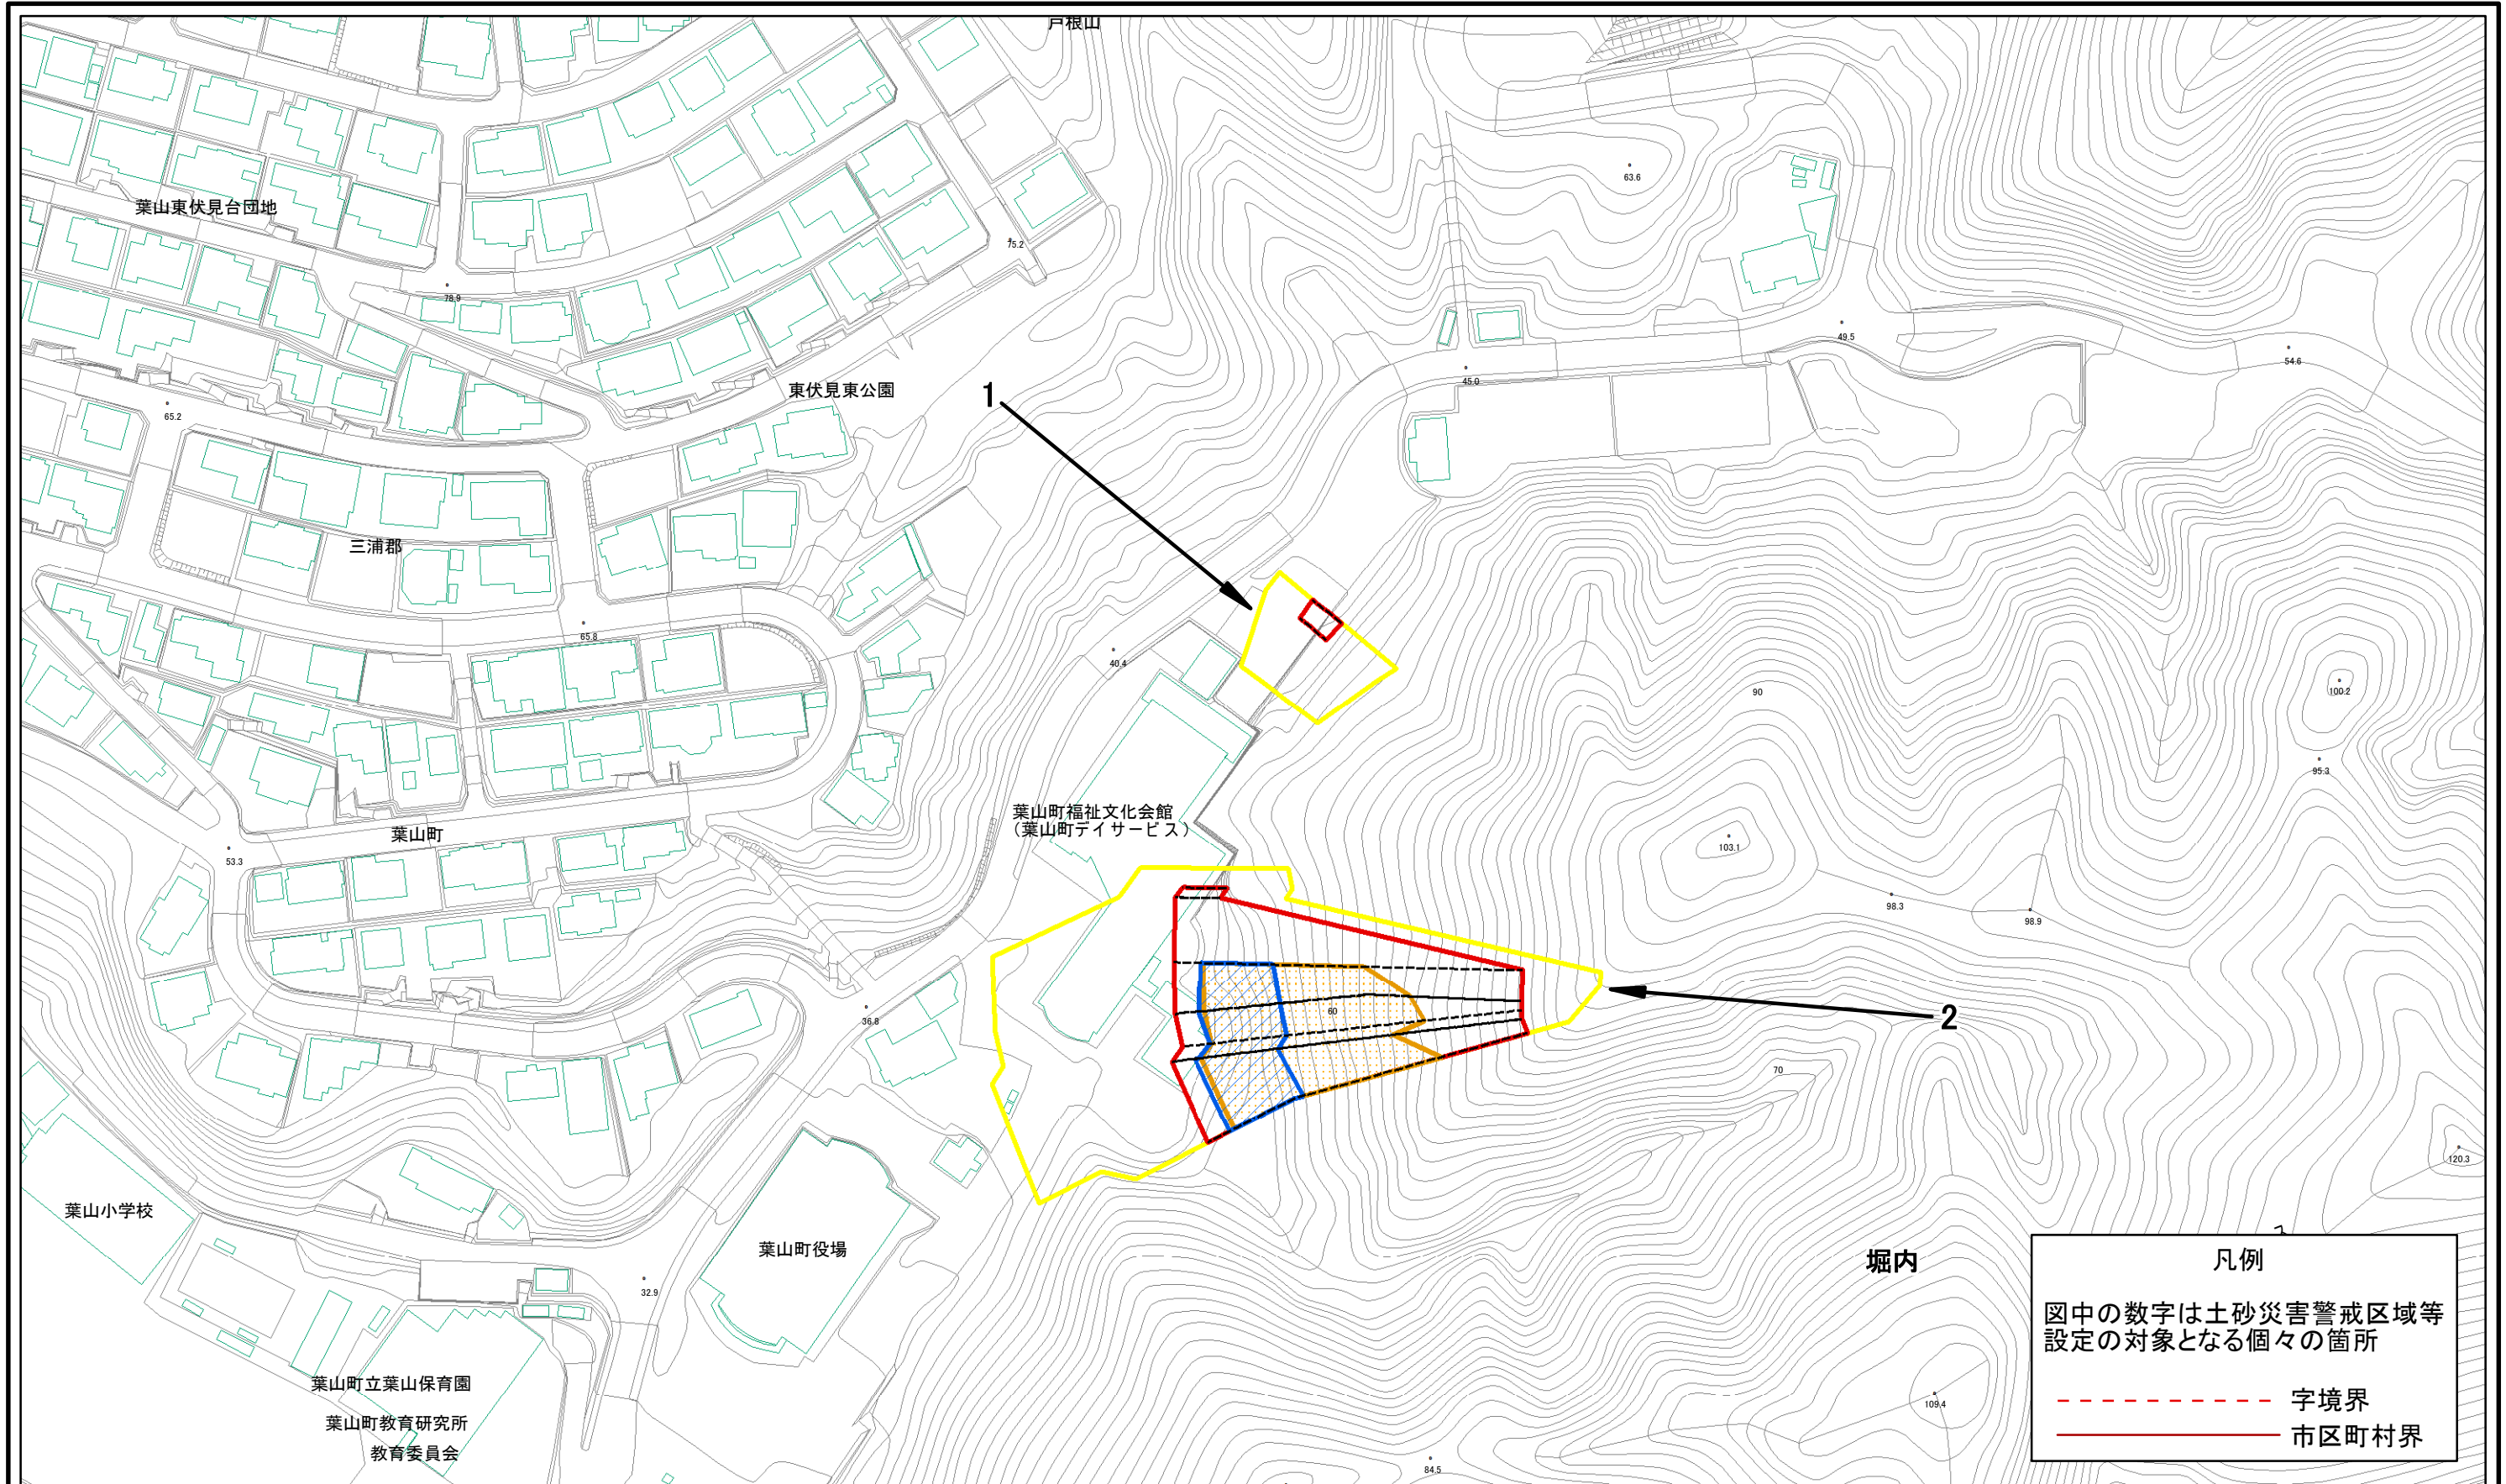 戸根山
63.6
葉山東伏見台団地
75.2
78.9
49.5
54.6
45.0
東伏見東公園
1
65.2
三浦郡
65.8
40.4
90
100.2
95.3
葉山町福祉文化会館
(葉山町デイサービス)
葉山町
103.1
53.3
98.3
98.9
36.8
60
2
70
120.3
葉山小学校
葉山町役場
堀内
32.9
凡例
図中の数字は土砂災害警戒区域等
設定の対象となる個々の箇所
字境界
市区町村界
葉山町立葉山保育園
109.4
葉山町教育研究所
教育委員会
84.5